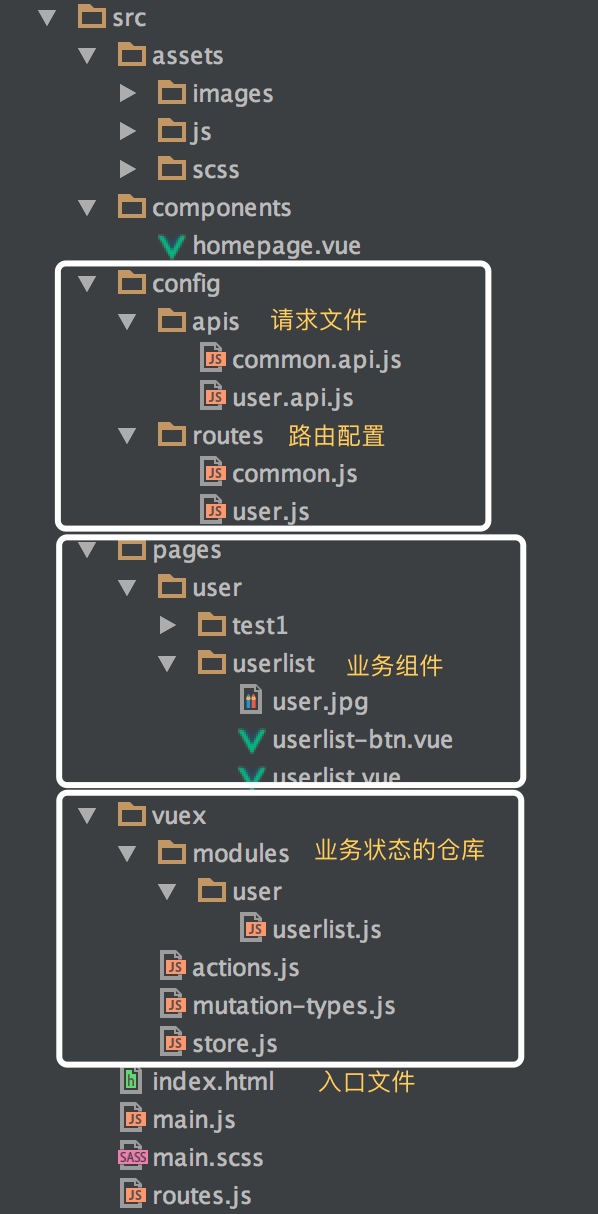 src
assets
images
js
scss
components
homepage.vue
config
apis 请求文件
JS common.api.js
JS user.api.js
routes 路由配置
JS common.js
JS user.js
pages
user
test1
userlist 业务组件
user.jpg
userlist-btn.vue
userlist.vue
vuex
modules 业务状态的仓库
user
JS userlist.js
JS actions.js
JS mutation-types.js
JS store.js
h index.html 入口文件
JS main.js
SASS main.scss
JS routes.js